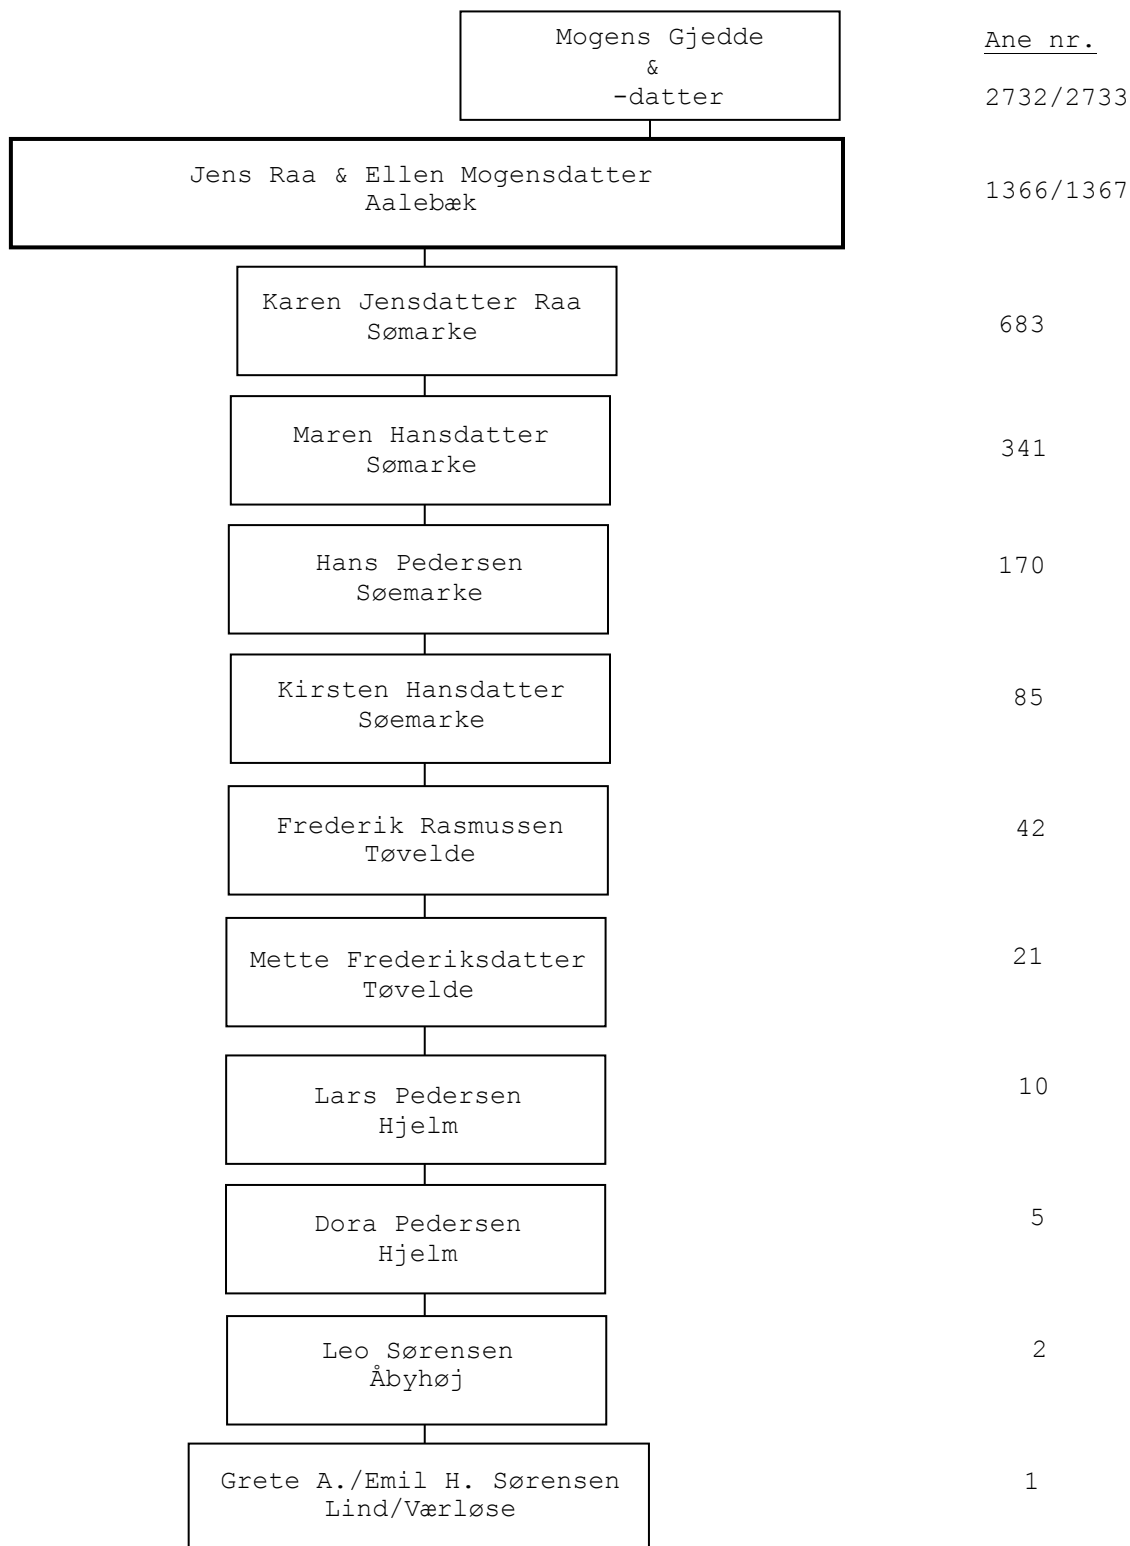 Mogens Gjedde
&
-datter
Ane nr.
2732/2733
Jens Raa & Ellen Mogensdatter
Aalebæk
1366/1367
Karen Jensdatter Raa
Sømarke
683
Maren Hansdatter
Sømarke
341
Hans Pedersen
Søemarke
170
Kirsten Hansdatter
Søemarke
85
Frederik Rasmussen
Tøvelde
42
Mette Frederiksdatter
Tøvelde
21
Lars Pedersen
Hjelm
10
Dora Pedersen
Hjelm
5
Leo Sørensen
Åbyhøj
2
Grete A./Emil H. Sørensen
Lind/Værløse
1